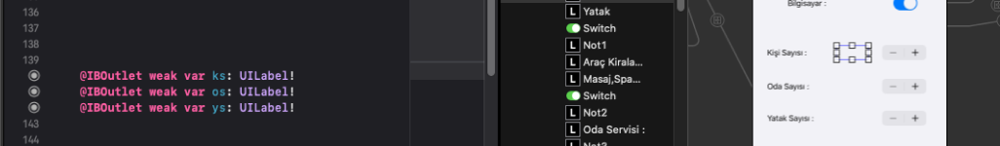 136
137
138
139
@IBOutlet weak var ks: UILabel!
@IBOutlet weak var os: UILabel!
@IBOutlet weak var ys: UILabel!
143
144
L Yatak
Switch
L Not1
L Araç Kirala...
L Masaj,Spa...
Switch
L Not2
L Oda Servisi :
L Not3
Bilgisayar :
Kişi Sayısı :
− +
Oda Sayısı :
− +
Yatak Sayısı :
− +